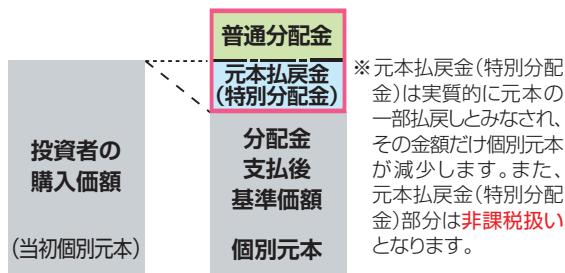 普通分配金
元本払戻金
(特別分配金)
投資者の
購入価額
(当初個別元本)
分配金
支払後
基準価額
個別元本
※元本払戻金(特別分配
金)は実質的に元本の
一部払戻しとみなされ、
その金額だけ個別元本
が減少します。また、
元本払戻金(特別分配
金)部分は非課税扱い
となります。